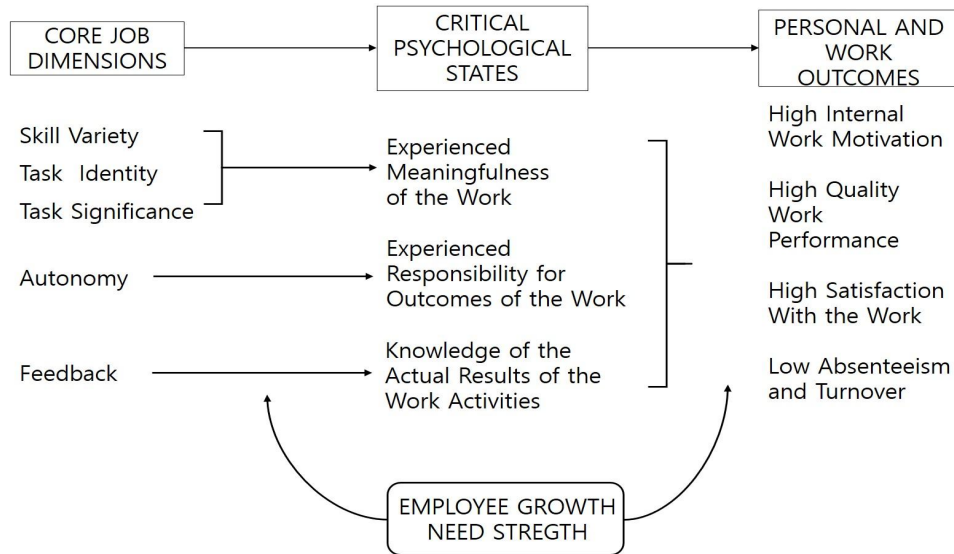 CORE JOB
DIMENSIONS
CRITICAL
PSYCHOLOGICAL
STATES
PERSONAL AND
WORK
OUTCOMES
Skill Variety
Task Identity
Task Significance
Experienced
Meaningfulness
of the Work
High Internal
Work Motivation
High Quality
Work
Performance
Autonomy
Experienced
Responsibility for
Outcomes of the Work
High Satisfaction
With the Work
Feedback
Knowledge of the
Actual Results of the
Work Activities
Low Absenteeism
and Turnover
EMPLOYEE GROWTH
NEED STREGTH